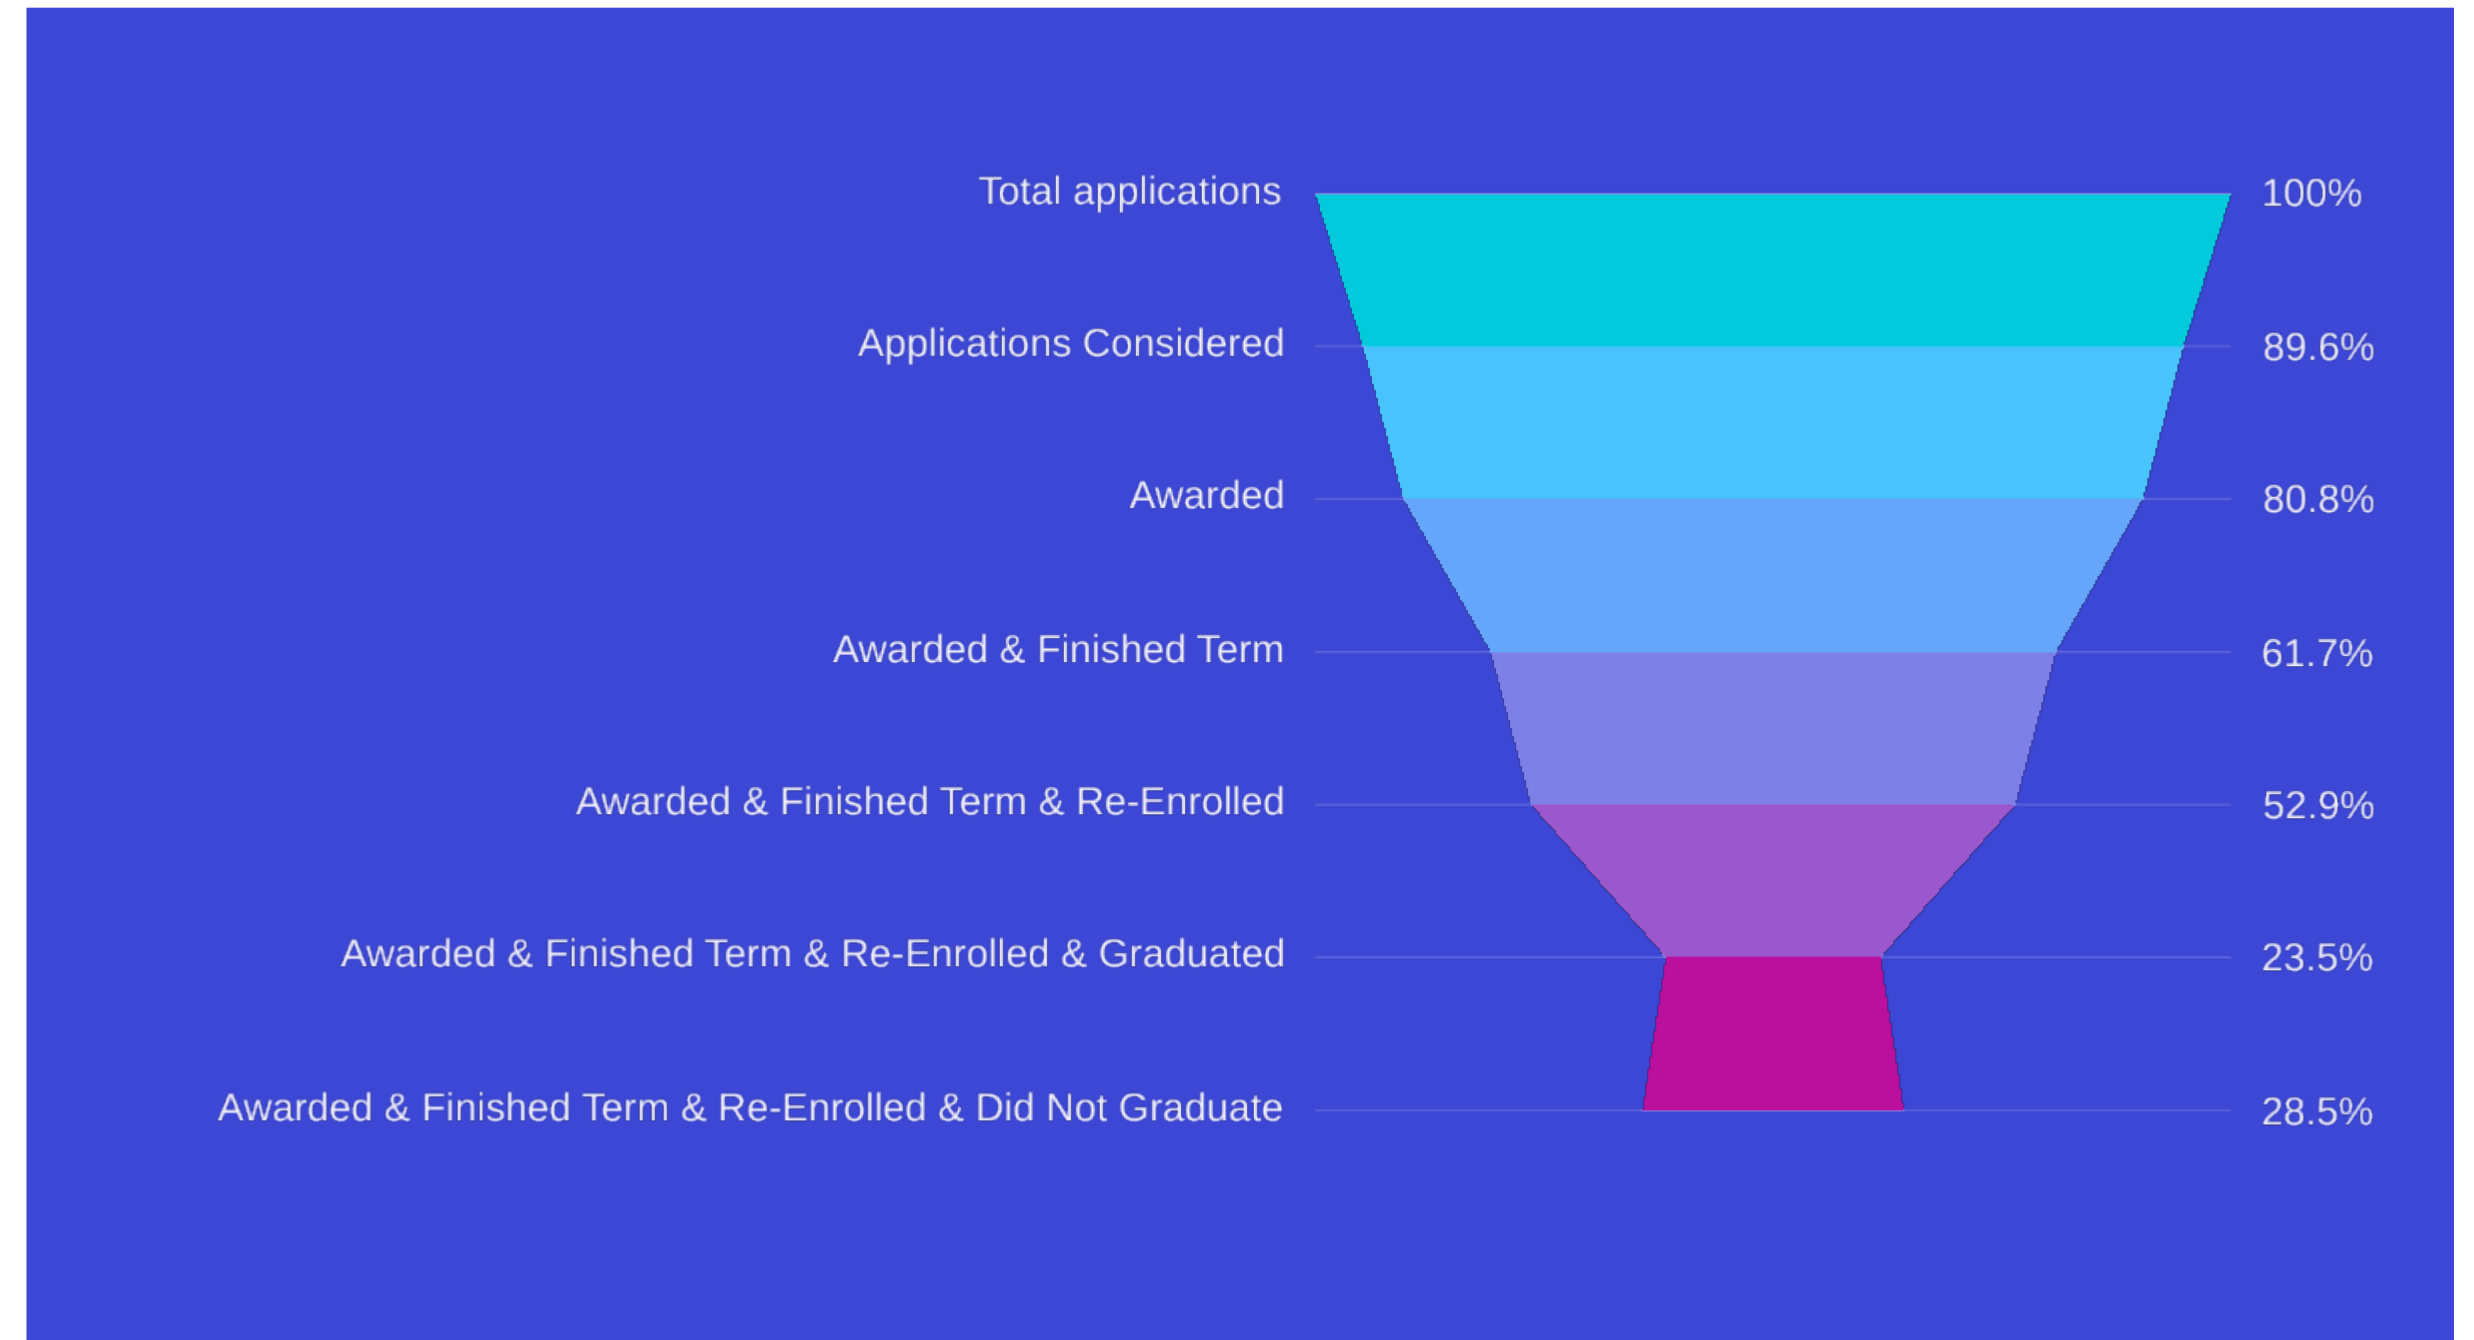 Total applications 100%
Applications Considered 89.6%
Awarded 80.8%
Awarded & Finished Term 61.7%
Awarded & Finished Term & Re-Enrolled 52.9%
Awarded & Finished Term & Re-Enrolled & Graduated 23.5%
Awarded & Finished Term & Re-Enrolled & Did Not Graduate 28.5%